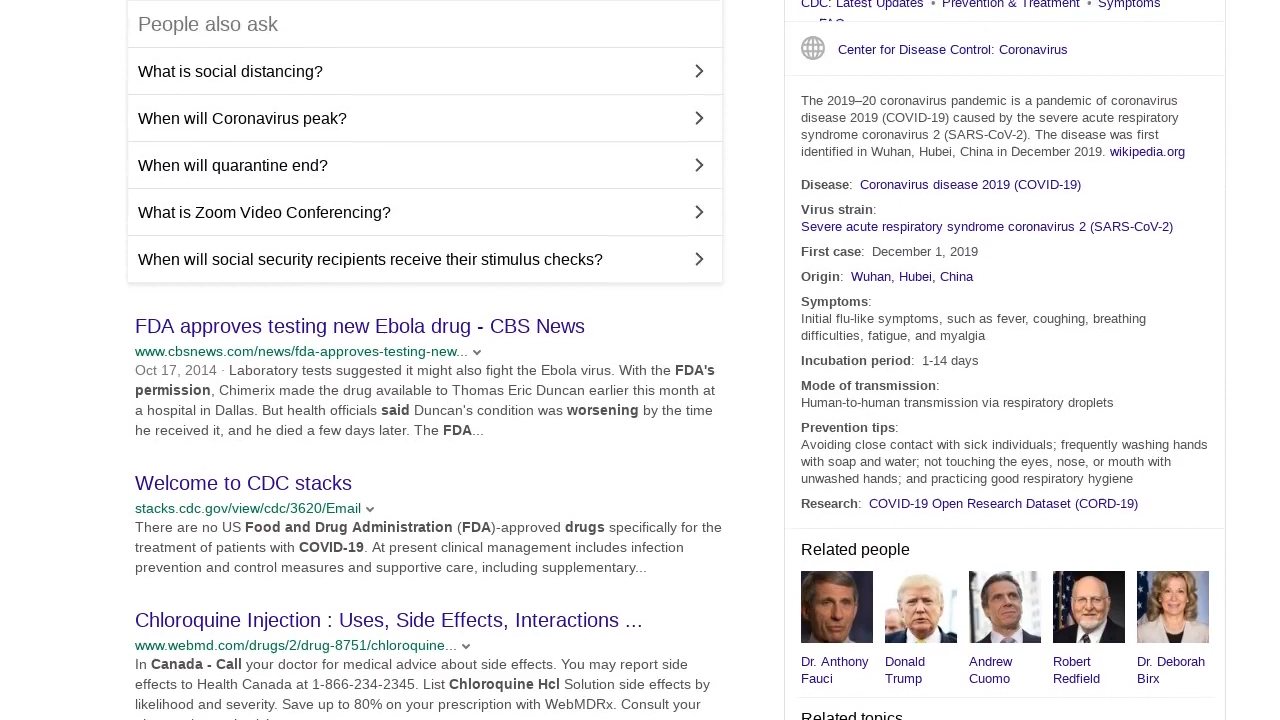 People also ask
What is social distancing?
When will Coronavirus peak?
When will quarantine end?
What is Zoom Video Conferencing?
When will social security recipients receive their stimulus checks?
FDA approves testing new Ebola drug - CBS News
www.cbsnews.com/news/fda-approves-testing-new...
Oct 17, 2014 · Laboratory tests suggested it might also fight the Ebola virus. With the FDA's
permission, Chimerix made the drug available to Thomas Eric Duncan earlier this month at
a hospital in Dallas. But health officials said Duncan's condition was worsening by the time
he received it, and he died a few days later. The FDA...
Welcome to CDC stacks
stacks.cdc.gov/view/cdc/3620/Email
There are no US Food and Drug Administration (FDA)-approved drugs specifically for the
treatment of patients with COVID-19. At present clinical management includes infection
prevention and control measures and supportive care, including supplementary...
Chloroquine Injection : Uses, Side Effects, Interactions ...
www.webmd.com/drugs/2/drug-8751/chloroquine...
In Canada - Call your doctor for medical advice about side effects. You may report side
effects to Health Canada at 1-866-234-2345. List Chloroquine Hcl Solution side effects by
likelihood and severity. Save up to 80% on your prescription with WebMDRx. Consult your
CDC: Latest Updates • Prevention & Treatment • Symptoms
Center for Disease Control: Coronavirus
The 2019–20 coronavirus pandemic is a pandemic of coronavirus
disease 2019 (COVID-19) caused by the severe acute respiratory
syndrome coronavirus 2 (SARS-CoV-2). The disease was first
identified in Wuhan, Hubei, China in December 2019. wikipedia.org
Disease: Coronavirus disease 2019 (COVID-19)
Virus strain:
Severe acute respiratory syndrome coronavirus 2 (SARS-CoV-2)
First case: December 1, 2019
Origin: Wuhan, Hubei, China
Symptoms:
Initial flu-like symptoms, such as fever, coughing, breathing
difficulties, fatigue, and myalgia
Incubation period: 1-14 days
Mode of transmission:
Human-to-human transmission via respiratory droplets
Prevention tips:
Avoiding close contact with sick individuals; frequently washing hands
with soap and water; not touching the eyes, nose, or mouth with
unwashed hands; and practicing good respiratory hygiene
Research: COVID-19 Open Research Dataset (CORD-19)
Related people
Dr. Anthony Fauci
Donald Trump
Andrew Cuomo
Robert Redfield
Dr. Deborah Birx
Related topics